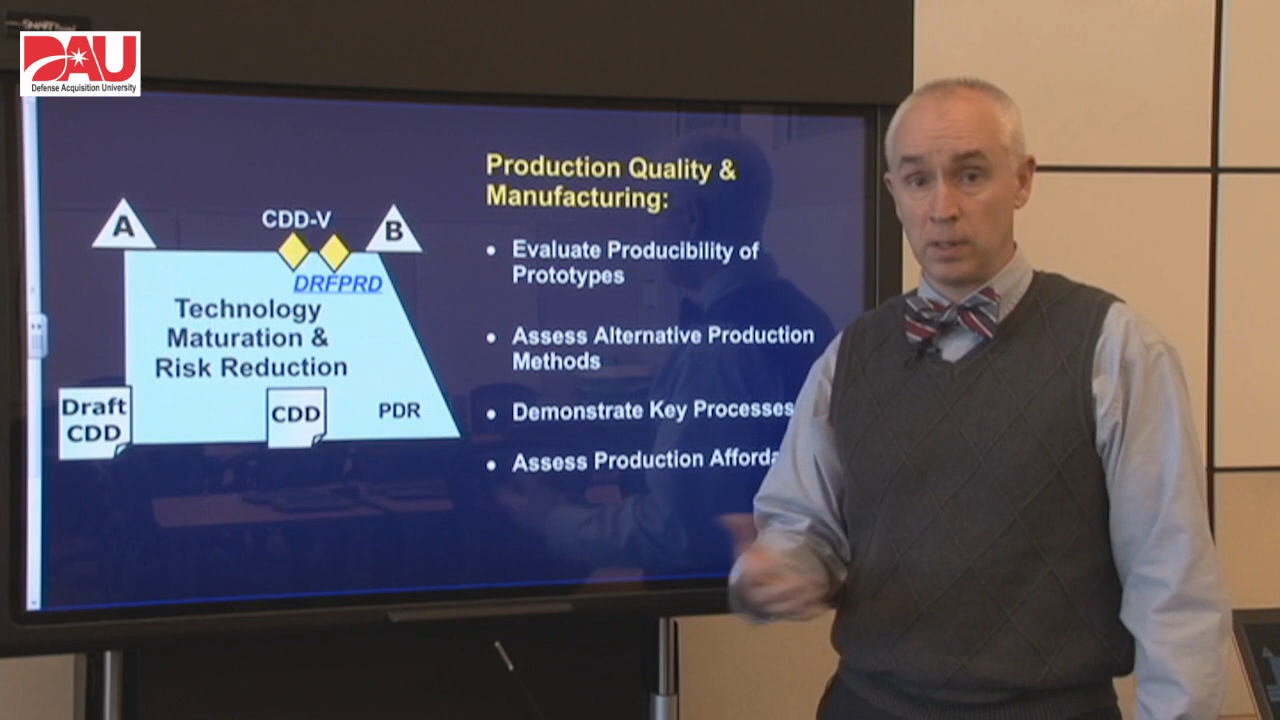 DAU
Defense Acquisition University
A
CDD-V
B
DRFPRD
Technology
Maturation &
Risk Reduction
Draft
CDD
CDD
PDR
Production Quality &
Manufacturing:
• Evaluate Producibility of
Prototypes
• Assess Alternative Production
Methods
• Demonstrate Key Processes
• Assess Production Afforda